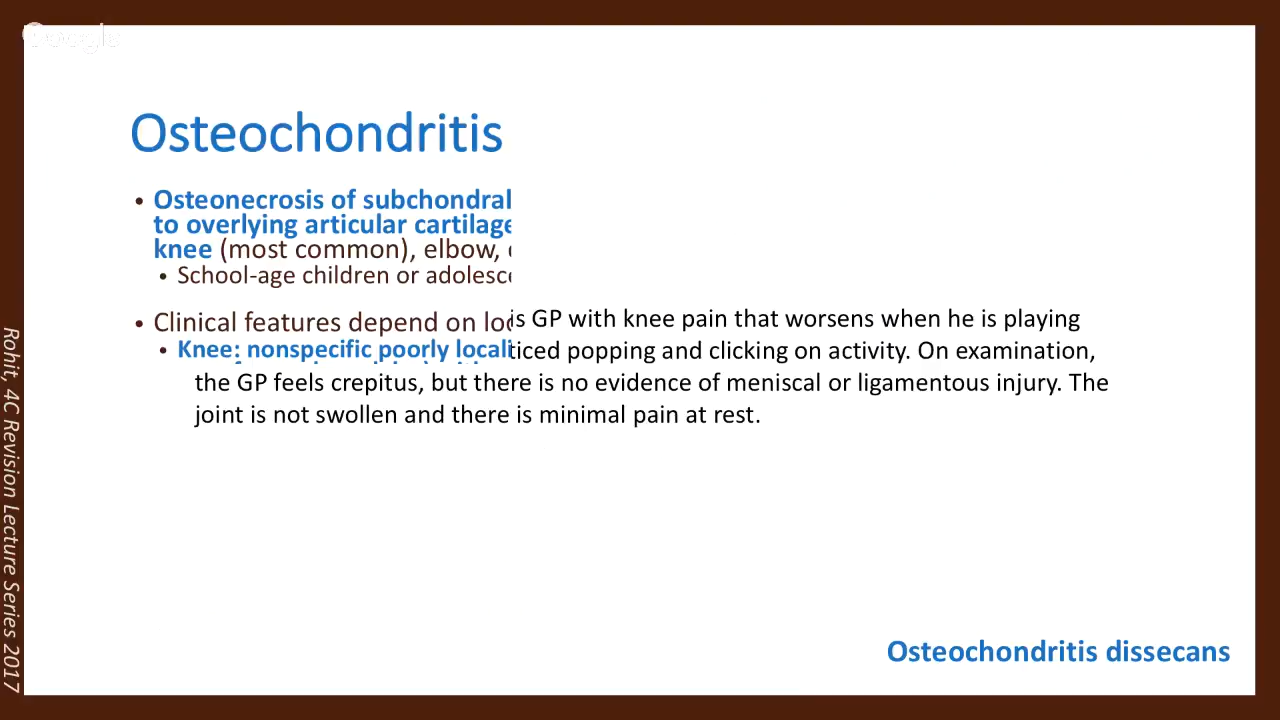 Google
Osteochondritis
• Osteonecrosis of subchondral
to overlying articular cartilage
knee (most common), elbow,
• School-age children or
• Clinical features depend on
is GP with knee pain that worsens when he is playing
• Knee: nonspecific poorly
ticed popping and clicking on activity. On examination,
the GP feels crepitus, but there is no evidence of meniscal or ligamentous injury. The
joint is not swollen and there is minimal pain at rest.
Osteochondritis dissecans
Rohit, 4C Revision Lecture Series 2017